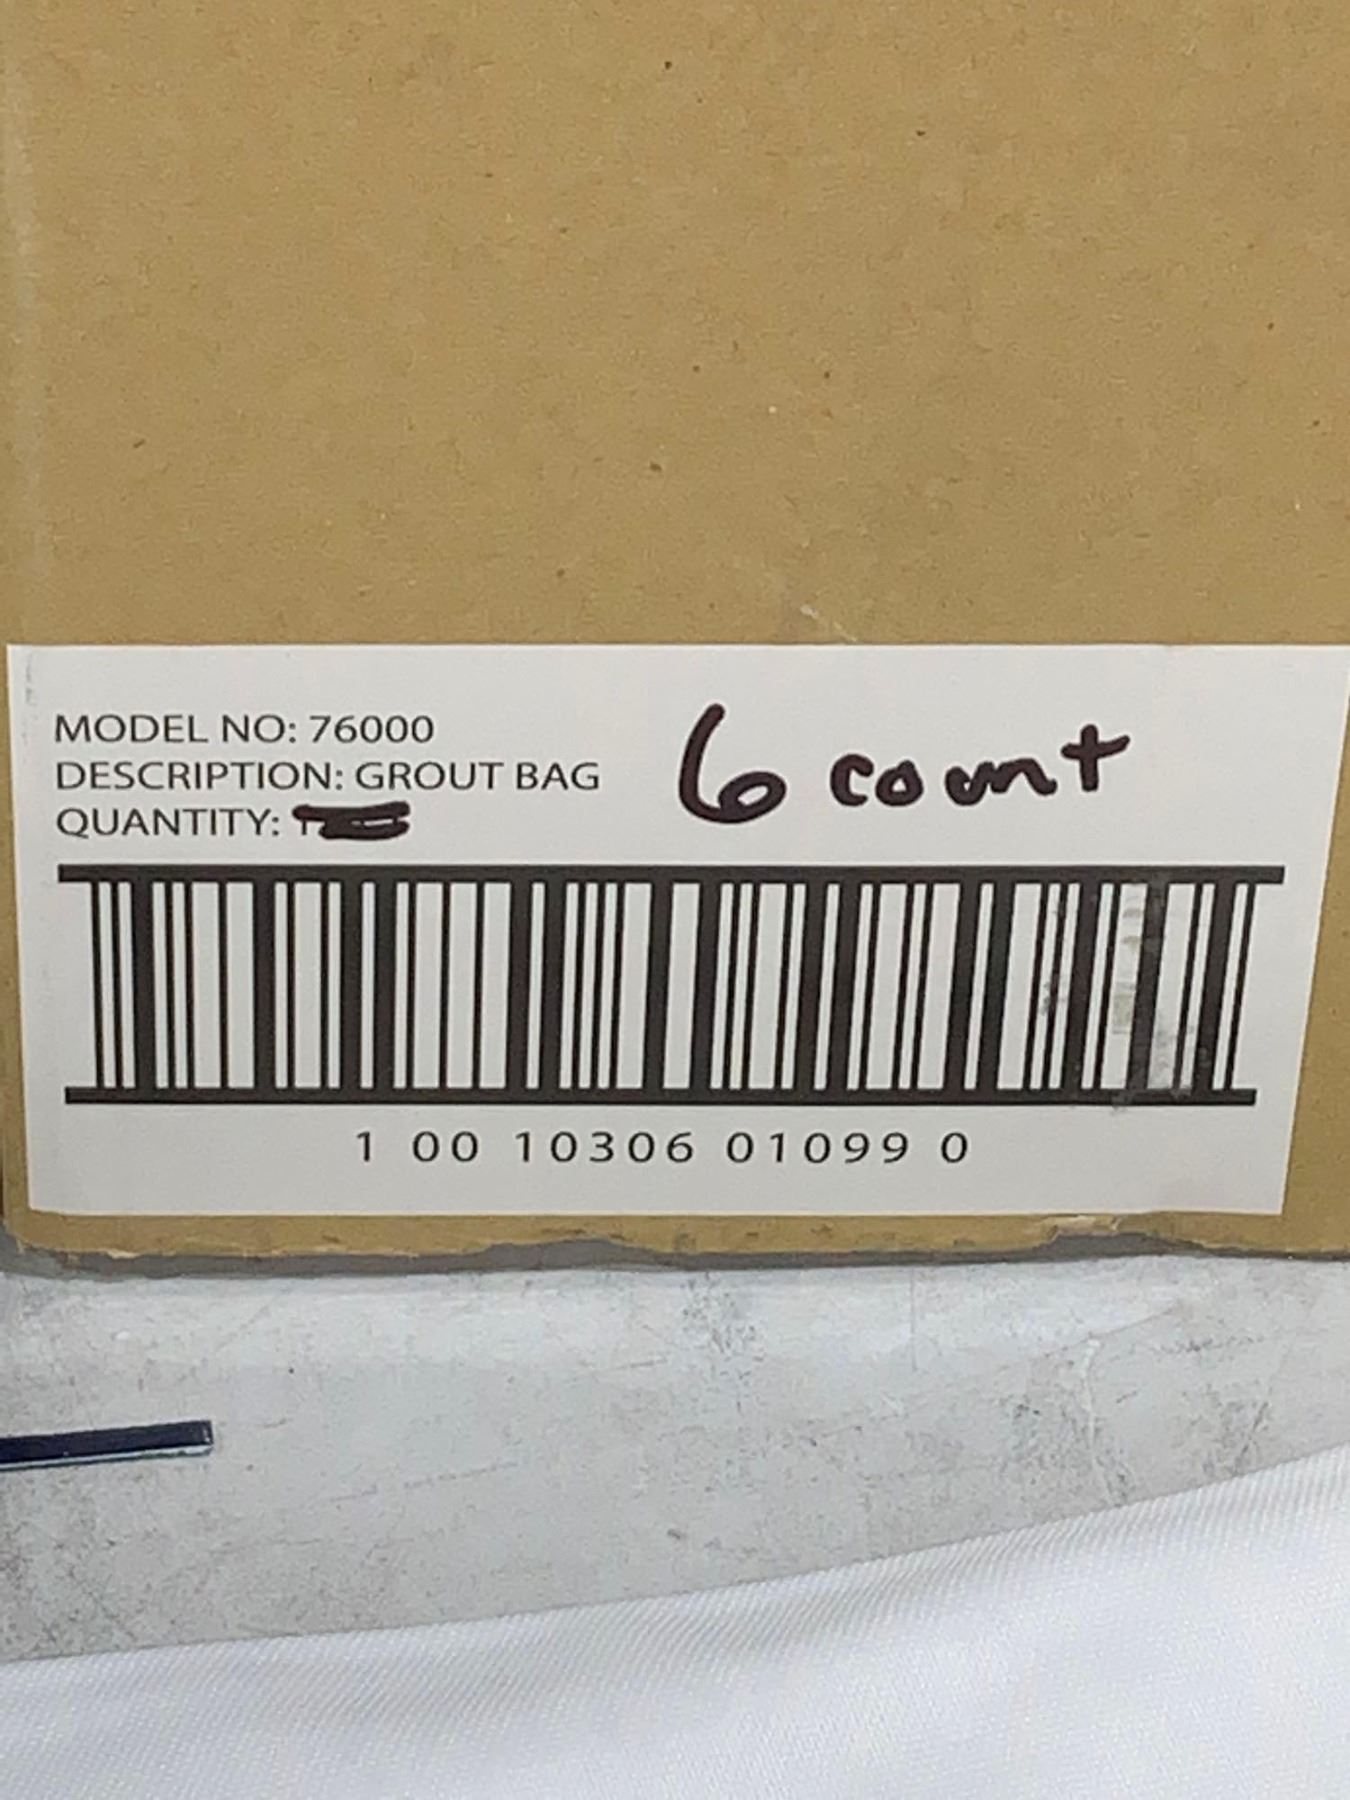 MODEL NO: 76000
DESCRIPTION: GROUT BAG
QUANTITY:
6 count
1 00 10306 01099 0